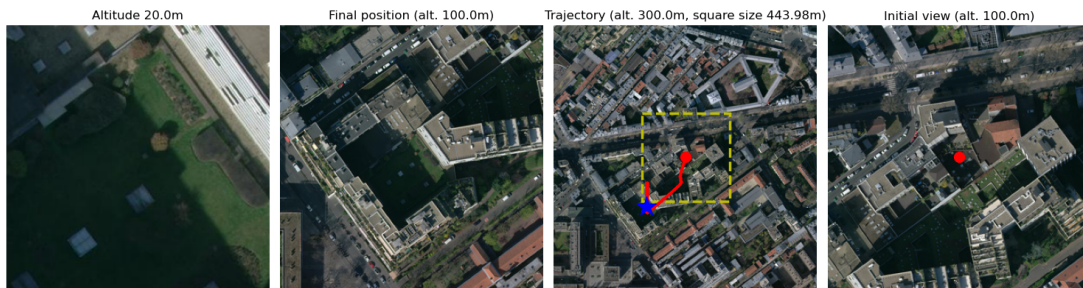 Altitude 20.0m
Final position (alt. 100.0m)
Trajectory (alt. 300.0m, square size 443.98m)
Initial view (alt. 100.0m)